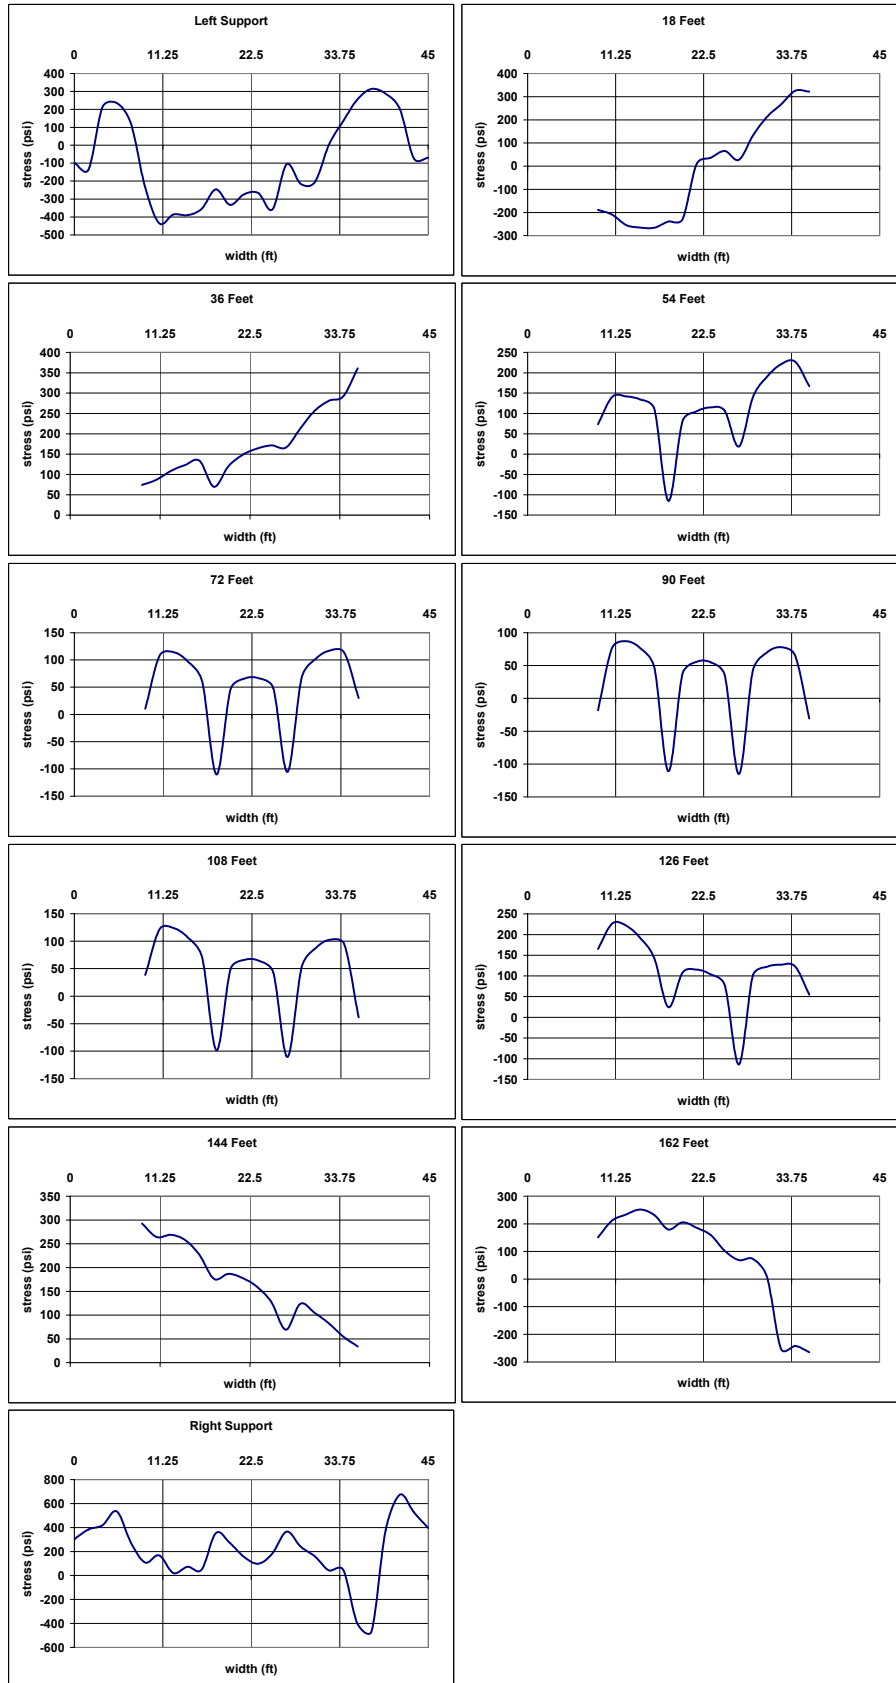 Left Support
0 11.25 22.5 33.75 45
400
300
200
100
0
-100
-200
-300
-400
-500
stress (psi)
width (ft)
18 Feet
0 11.25 22.5 33.75 45
400
300
200
100
0
-100
-200
-300
stress (psi)
width (ft)
36 Feet
0 11.25 22.5 33.75 45
400
350
300
250
200
150
100
50
0
stress (psi)
width (ft)
54 Feet
0 11.25 22.5 33.75 45
250
200
150
100
50
0
-50
-100
-150
stress (psi)
width (ft)
72 Feet
0 11.25 22.5 33.75 45
150
100
50
0
-50
-100
-150
stress (psi)
width (ft)
90 Feet
0 11.25 22.5 33.75 45
100
50
0
-50
-100
-150
stress (psi)
width (ft)
108 Feet
0 11.25 22.5 33.75 45
150
100
50
0
-50
-100
-150
stress (psi)
width (ft)
126 Feet
0 11.25 22.5 33.75 45
250
200
150
100
50
0
-50
-100
-150
stress (psi)
width (ft)
144 Feet
0 11.25 22.5 33.75 45
350
300
250
200
150
100
50
0
stress (psi)
width (ft)
162 Feet
0 11.25 22.5 33.75 45
300
200
100
0
-100
-200
-300
stress (psi)
width (ft)
Right Support
0 11.25 22.5 33.75 45
800
600
400
200
0
-200
-400
-600
stress (psi)
width (ft)